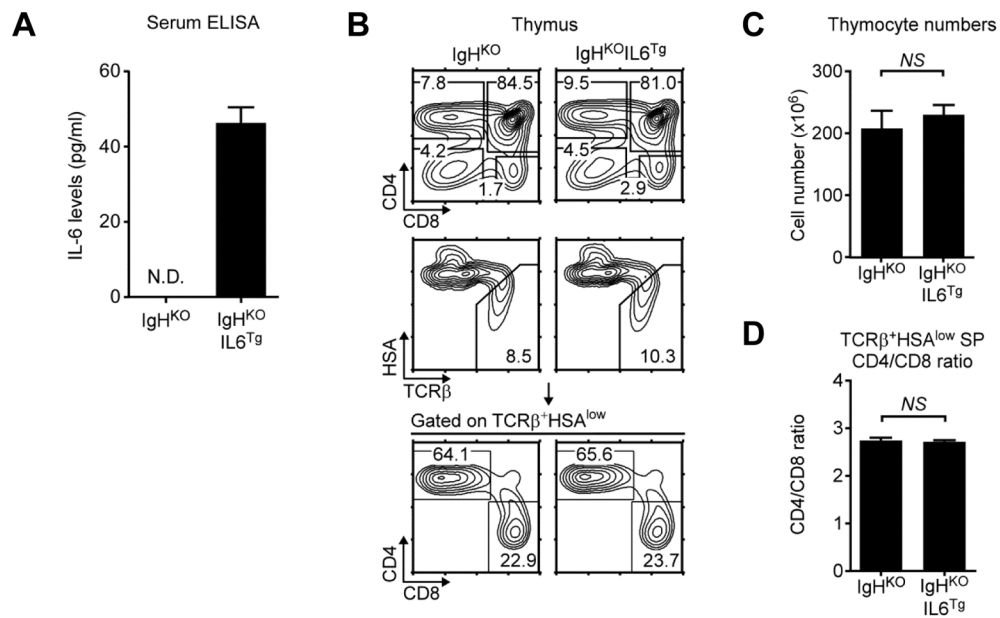 A
Serum ELISA
IL-6 levels (pg/ml)
60
40
20
0
N.D.
IgHᴷᴼ
IgHᴷᴼ
IL6ᵀᵍ
B
Thymus
IgHᴷᴼ
IgHᴷᴼIL6ᵀᵍ
7.8
84.5
4.2
1.7
9.5
81.0
4.5
2.9
CD4
CD8
HSA
TCRβ
8.5
10.3
Gated on TCRβ⁺HSAˡᵒʷ
64.1
22.9
65.6
23.7
CD4
CD8
C
Thymocyte numbers
NS
Cell number (x10⁶)
300
200
100
0
IgHᴷᴼ
IgHᴷᴼ
IL6ᵀᵍ
D
TCRβ⁺HSAˡᵒʷ SP
CD4/CD8 ratio
NS
CD4/CD8 ratio
4
3
2
1
0
IgHᴷᴼ
IgHᴷᴼ
IL6ᵀᵍ